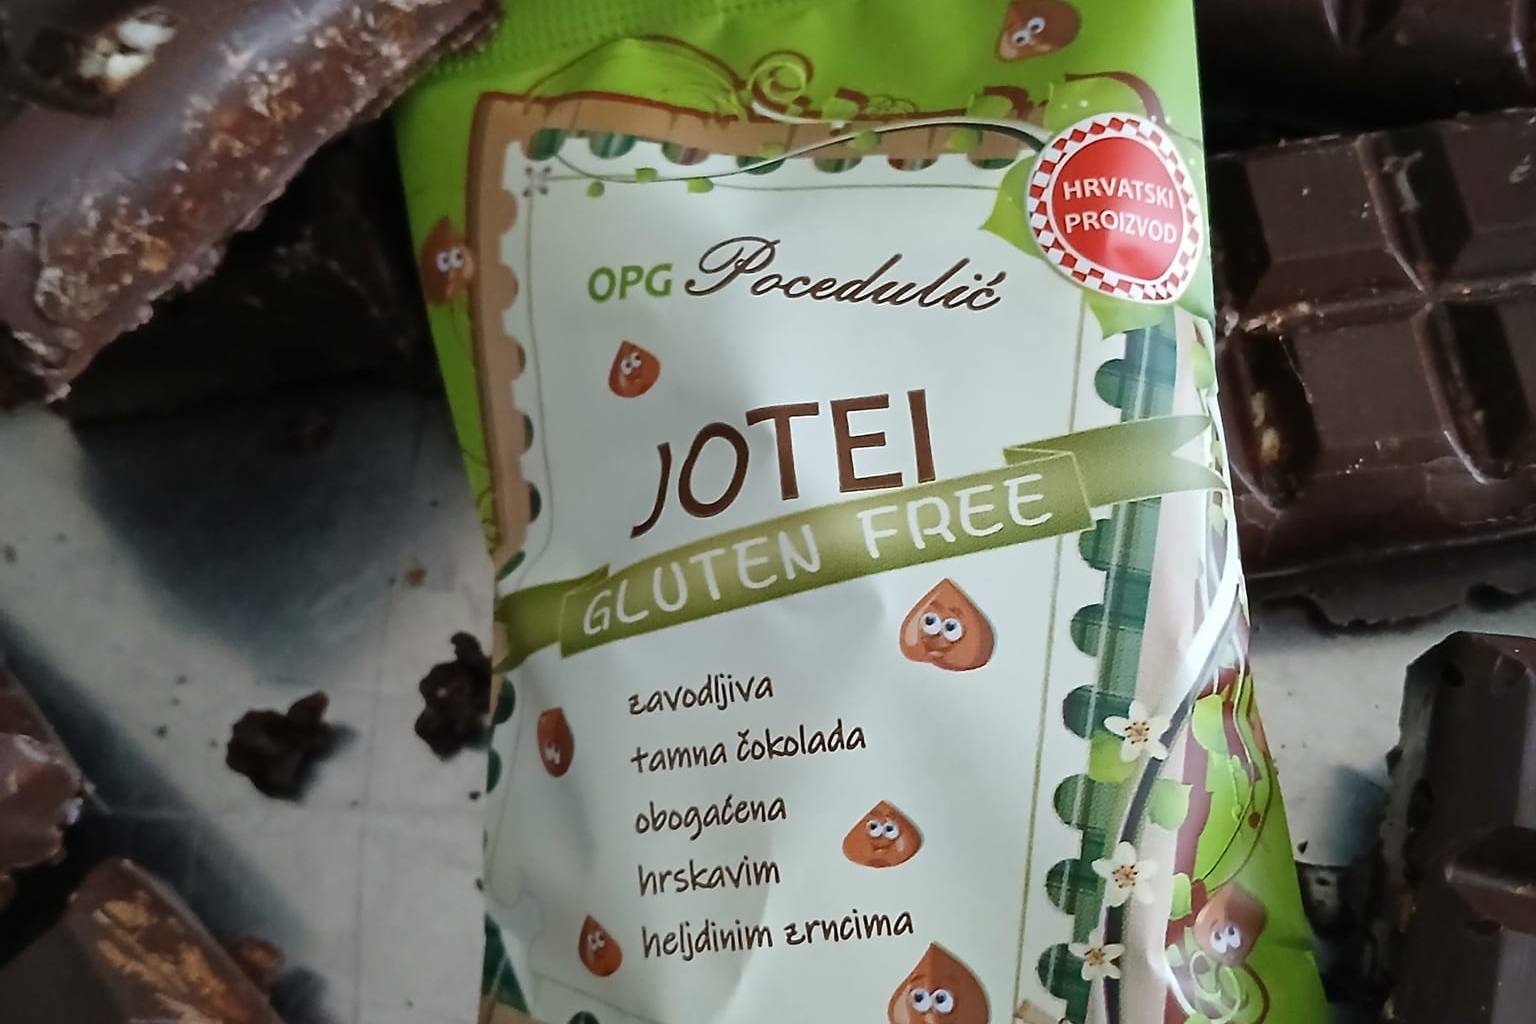 HRVATSKI
PROIZVOD
OPG Pocedulić
JOTEI
GLUTEN FREE
zavodljiva
tamna čokolada
obogaćena
hrskavim
heljdinim zrncima